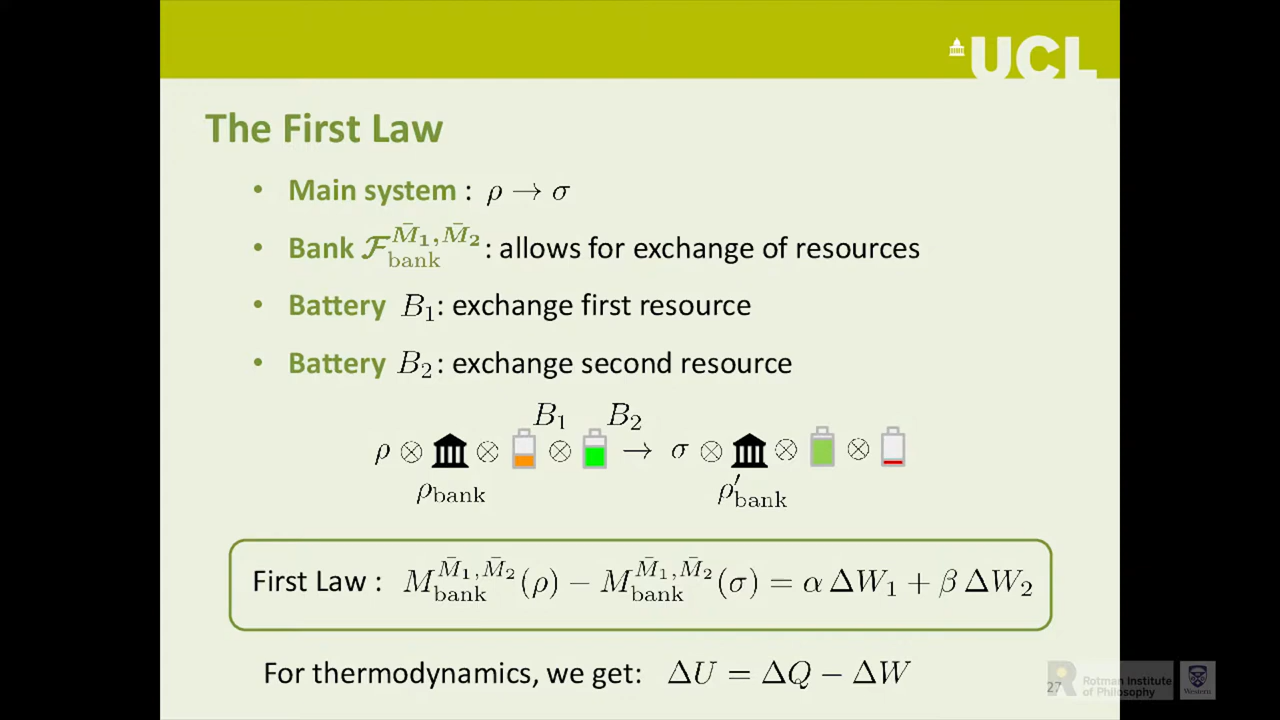 UCL
The First Law
• Main system : ρ → σ
• Bank 𝓕_bank^{M̄₁,M̄₂} : allows for exchange of resources
• Battery B₁ : exchange first resource
• Battery B₂ : exchange second resource
B₁ B₂
ρ ⊗ ⊗ ⊗ → σ ⊗ ⊗ ⊗
ρ_bank ρ′_bank
First Law : M_bank^{M̄₁,M̄₂}(ρ) − M_bank^{M̄₁,M̄₂}(σ) = α ΔW₁ + β ΔW₂
For thermodynamics, we get: ΔU = ΔQ − ΔW
27
R Rotman Institute
of Philosophy
Western